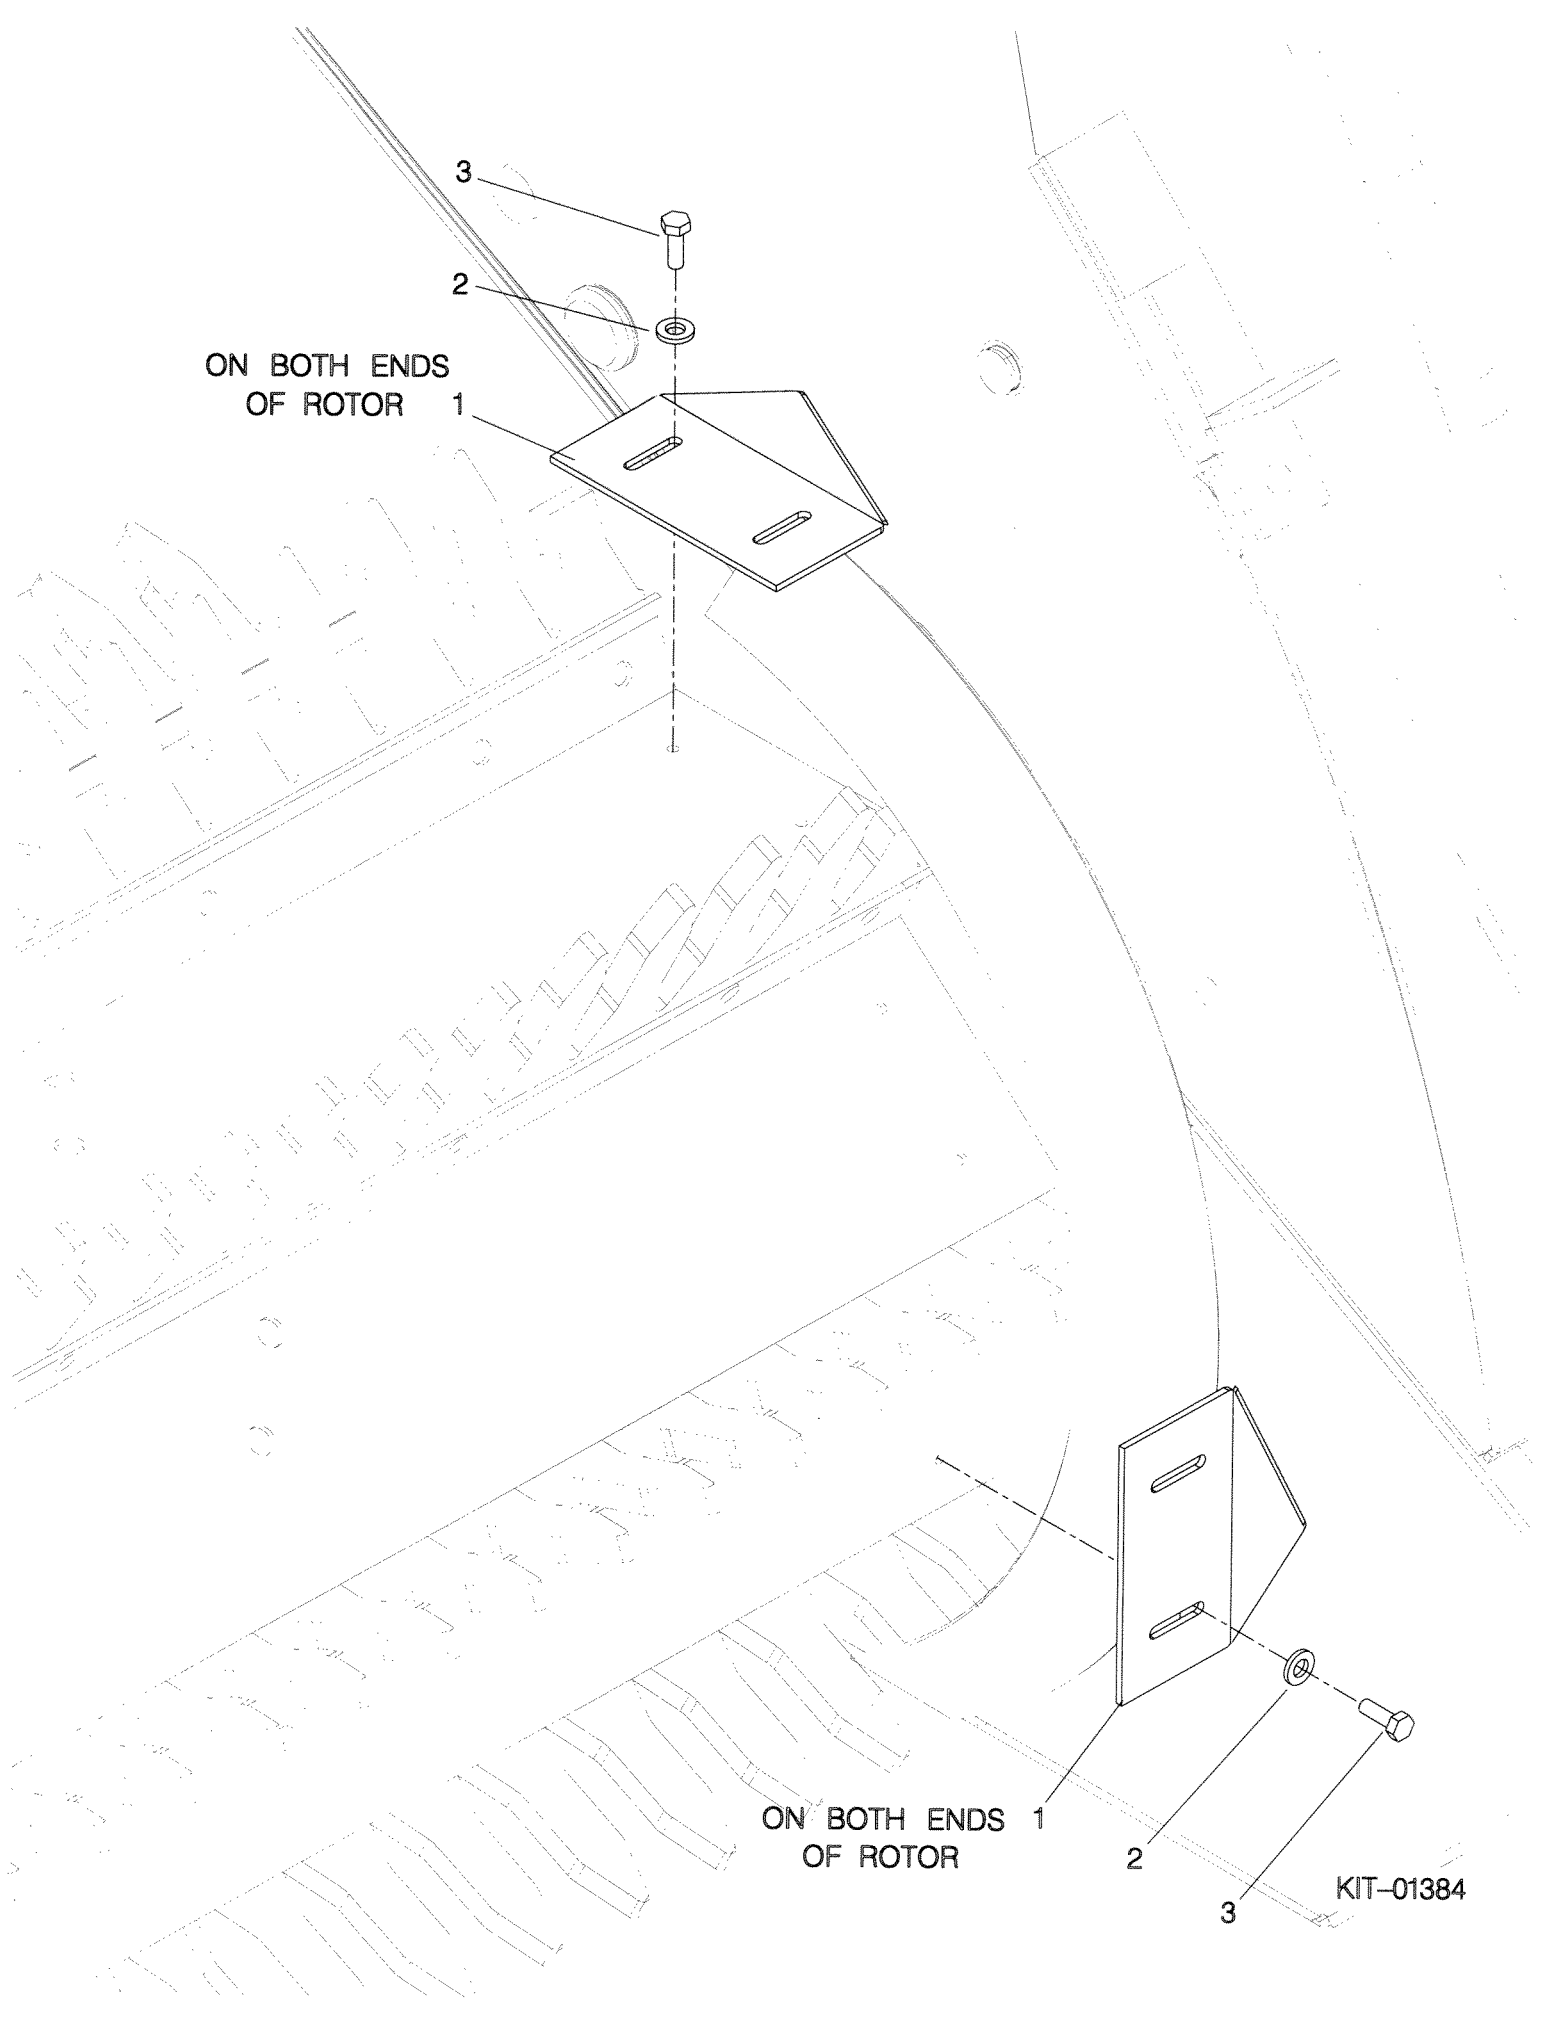 3
2
ON BOTH ENDS
OF ROTOR 1
ON BOTH ENDS 1
OF ROTOR
2
KIT-01384
3